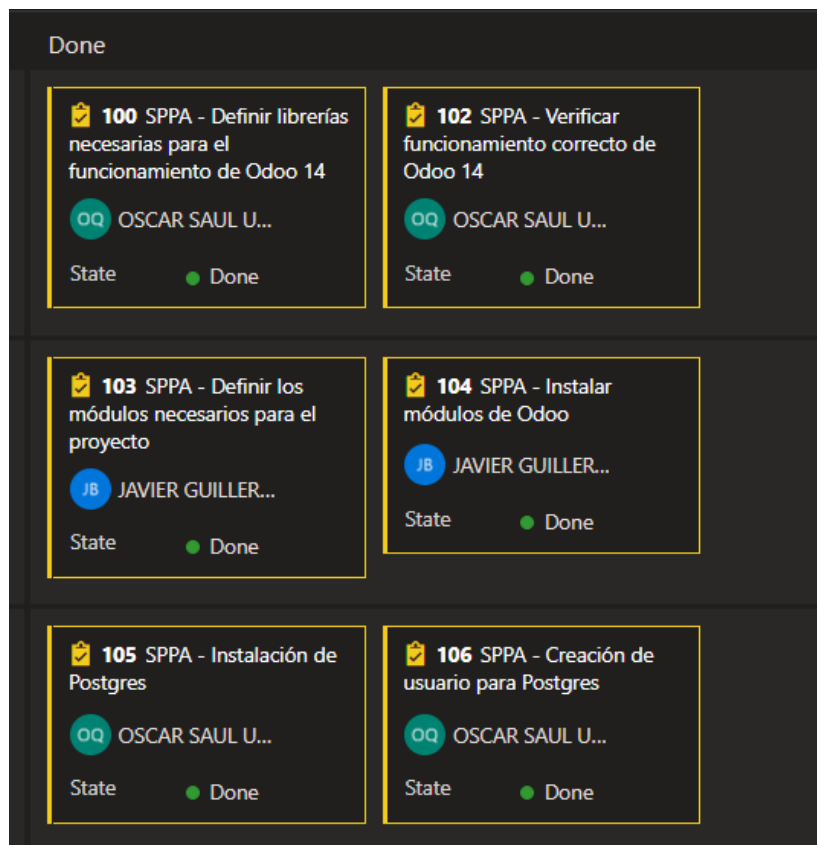 Done
100 SPPA - Definir librerías
necesarias para el
funcionamiento de Odoo 14
OQ OSCAR SAUL U...
State Done
102 SPPA - Verificar
funcionamiento correcto de
Odoo 14
OQ OSCAR SAUL U...
State Done
103 SPPA - Definir los
módulos necesarios para el
proyecto
JB JAVIER GUILLER...
State Done
104 SPPA - Instalar
módulos de Odoo
JB JAVIER GUILLER...
State Done
105 SPPA - Instalación de
Postgres
OQ OSCAR SAUL U...
State Done
106 SPPA - Creación de
usuario para Postgres
OQ OSCAR SAUL U...
State Done